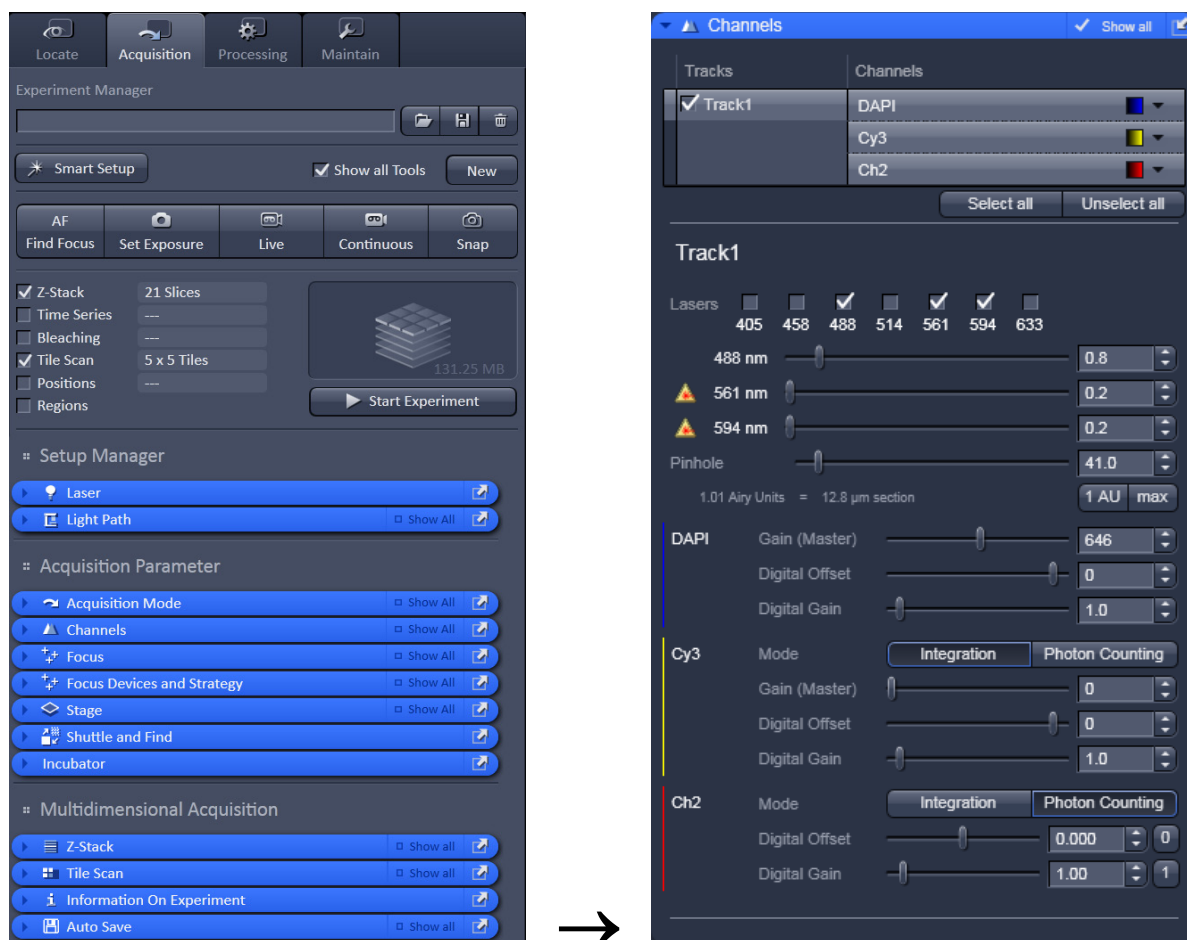 Locate Acquisition Processing Maintain
Experiment Manager
Smart Setup Show all Tools New
AF
Find Focus Set Exposure Live Continuous Snap
Z-Stack 21 Slices
Time Series ---
Bleaching ---
Tile Scan 5 x 5 Tiles
Positions ---
Regions
131.25 MB
Start Experiment
Setup Manager
Laser
Light Path Show All
Acquisition Parameter
Acquisition Mode Show All
Channels Show All
Focus Show All
Focus Devices and Strategy Show All
Stage Show All
Shuttle and Find
Incubator
Multidimensional Acquisition
Z-Stack Show all
Tile Scan Show all
Information On Experiment
Auto Save Show all
→
Channels Show all
Tracks Channels
Track1 DAPI
Cy3
Ch2
Select all Unselect all
Track1
Lasers
405 458 488 514 561 594 633
488 nm 0.8
561 nm 0.2
594 nm 0.2
Pinhole 41.0
1.01 Airy Units = 12.8 µm section 1 AU max
DAPI Gain (Master) 646
Digital Offset 0
Digital Gain 1.0
Cy3 Mode Integration Photon Counting
Gain (Master) 0
Digital Offset 0
Digital Gain 1.0
Ch2 Mode Integration Photon Counting
Digital Offset 0.000 0
Digital Gain 1.00 1